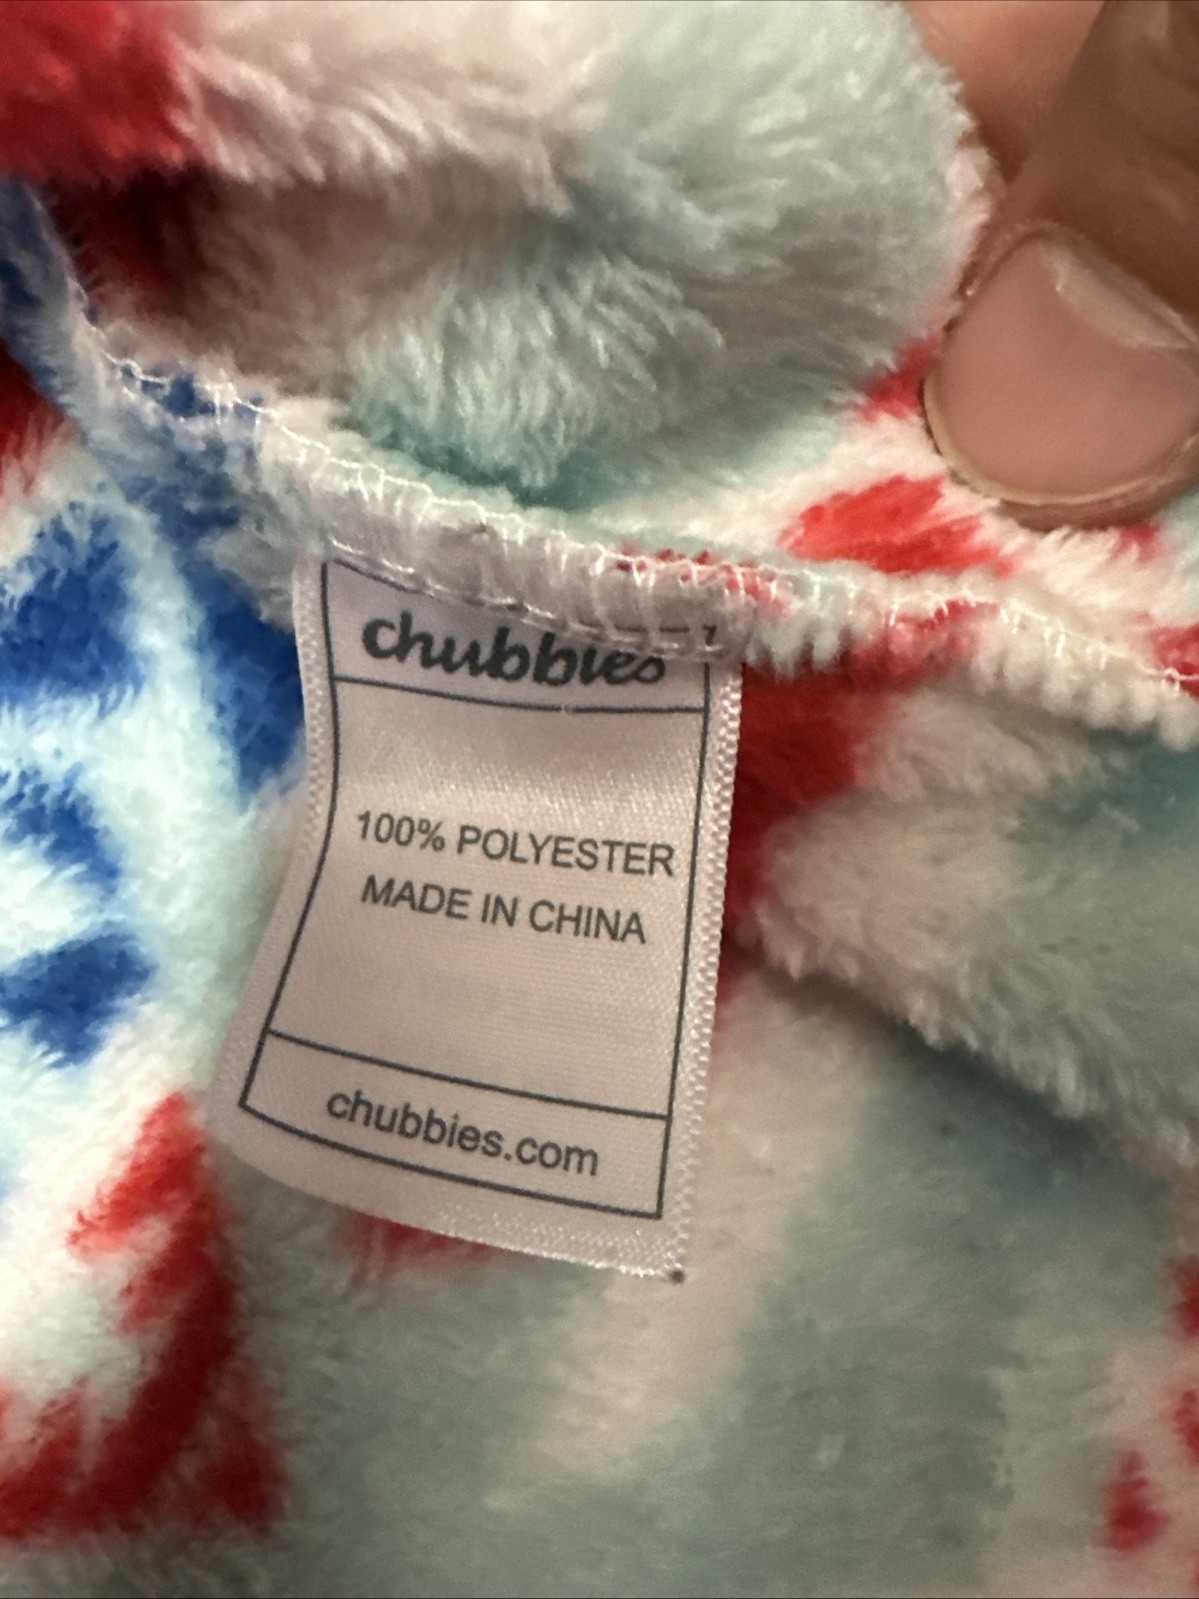 chubbies
100% POLYESTER
MADE IN CHINA
chubbies.com